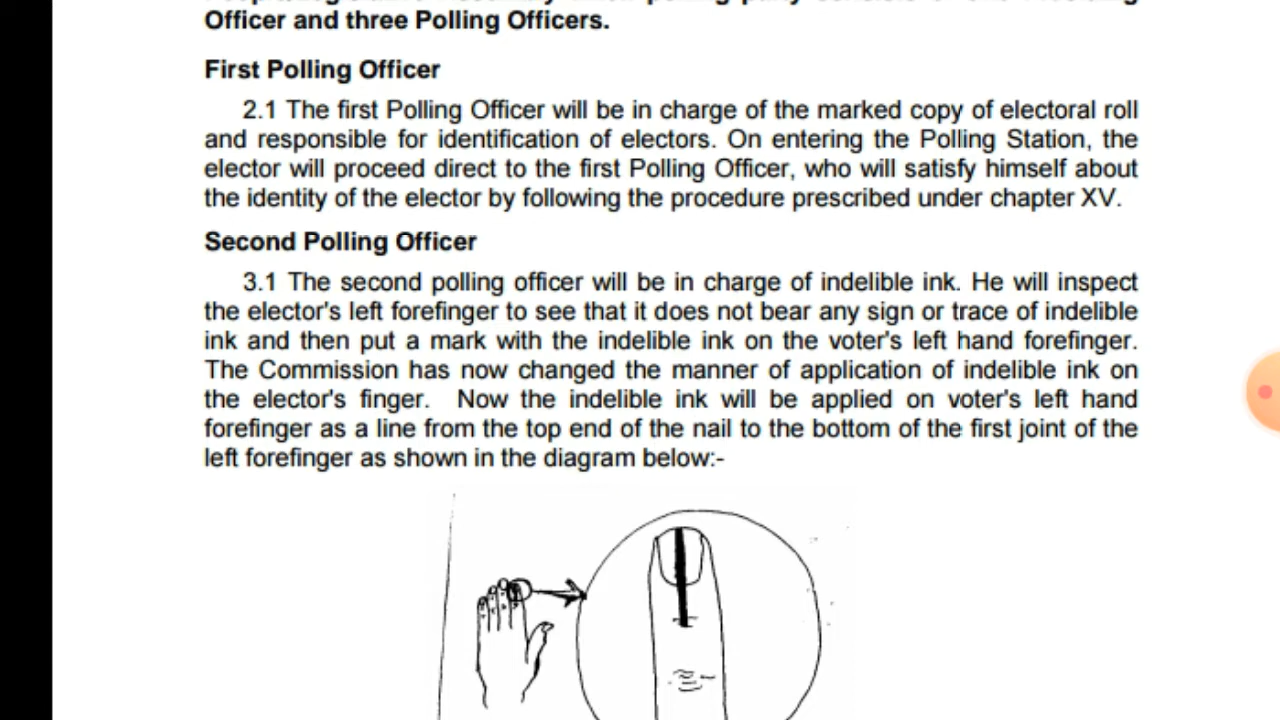 Officer and three Polling Officers.
First Polling Officer
2.1 The first Polling Officer will be in charge of the marked copy of electoral roll
and responsible for identification of electors. On entering the Polling Station, the
elector will proceed direct to the first Polling Officer, who will satisfy himself about
the identity of the elector by following the procedure prescribed under chapter XV.
Second Polling Officer
3.1 The second polling officer will be in charge of indelible ink. He will inspect
the elector's left forefinger to see that it does not bear any sign or trace of indelible
ink and then put a mark with the indelible ink on the voter's left hand forefinger.
The Commission has now changed the manner of application of indelible ink on
the elector's finger. Now the indelible ink will be applied on voter's left hand
forefinger as a line from the top end of the nail to the bottom of the first joint of the
left forefinger as shown in the diagram below:-